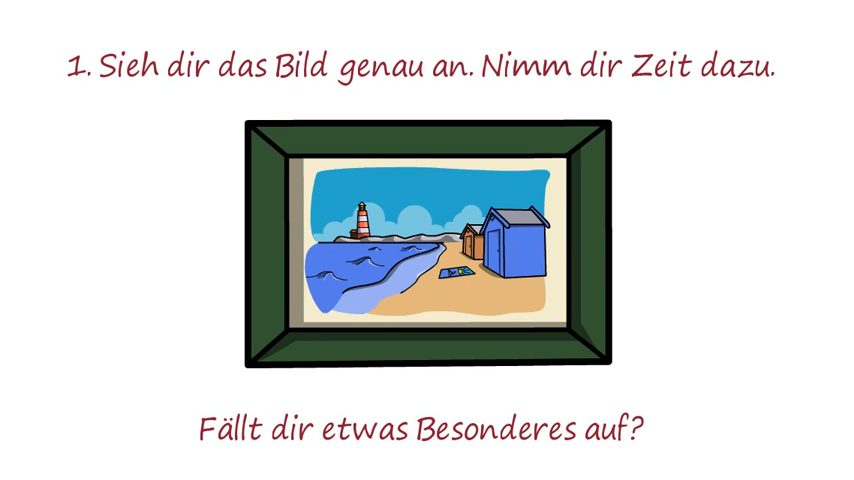 1. Sieh dir das Bild genau an. Nimm dir Zeit dazu.
Fällt dir etwas Besonderes auf?